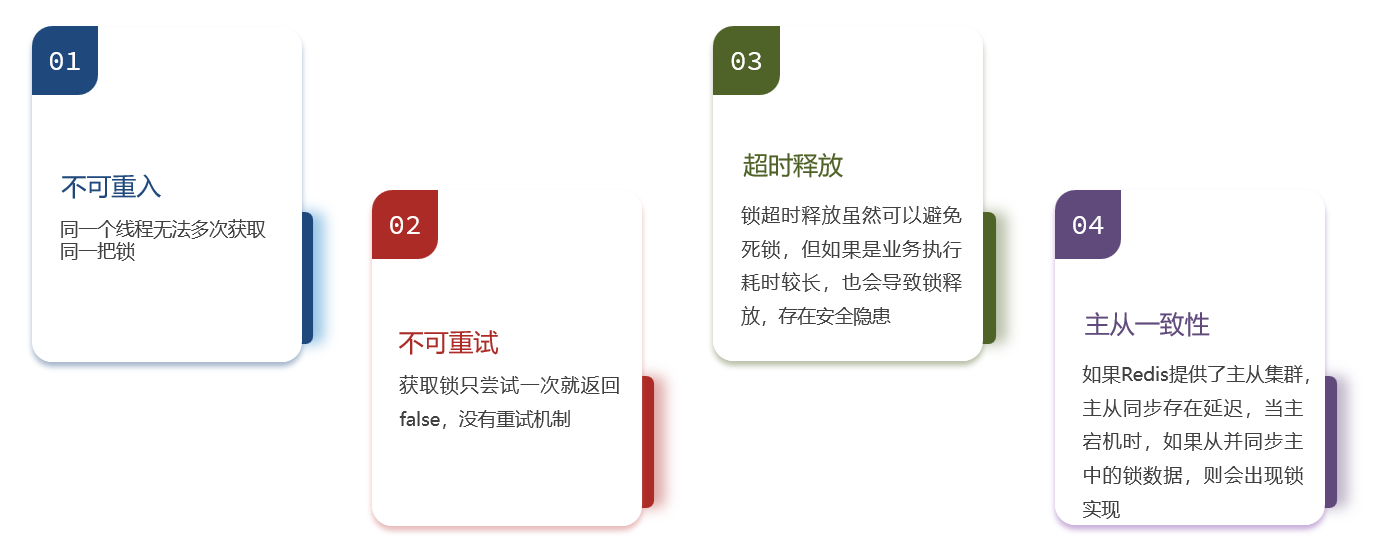 01
不可重入
同一个线程无法多次获取
同一把锁
02
不可重试
获取锁只尝试一次就返回
false，没有重试机制
03
超时释放
锁超时释放虽然可以避免
死锁，但如果是业务执行
耗时较长，也会导致锁释
放，存在安全隐患
04
主从一致性
如果Redis提供了主从集群，
主从同步存在延迟，当主
宕机时，如果从并同步主
中的锁数据，则会出现锁
实现